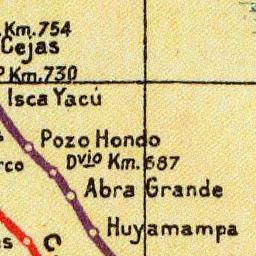 Km.754
Cejas
Km.730
Isca Yacú
Pozo Hondo
Dvio Km.687
Abra Grande
Huyamampa